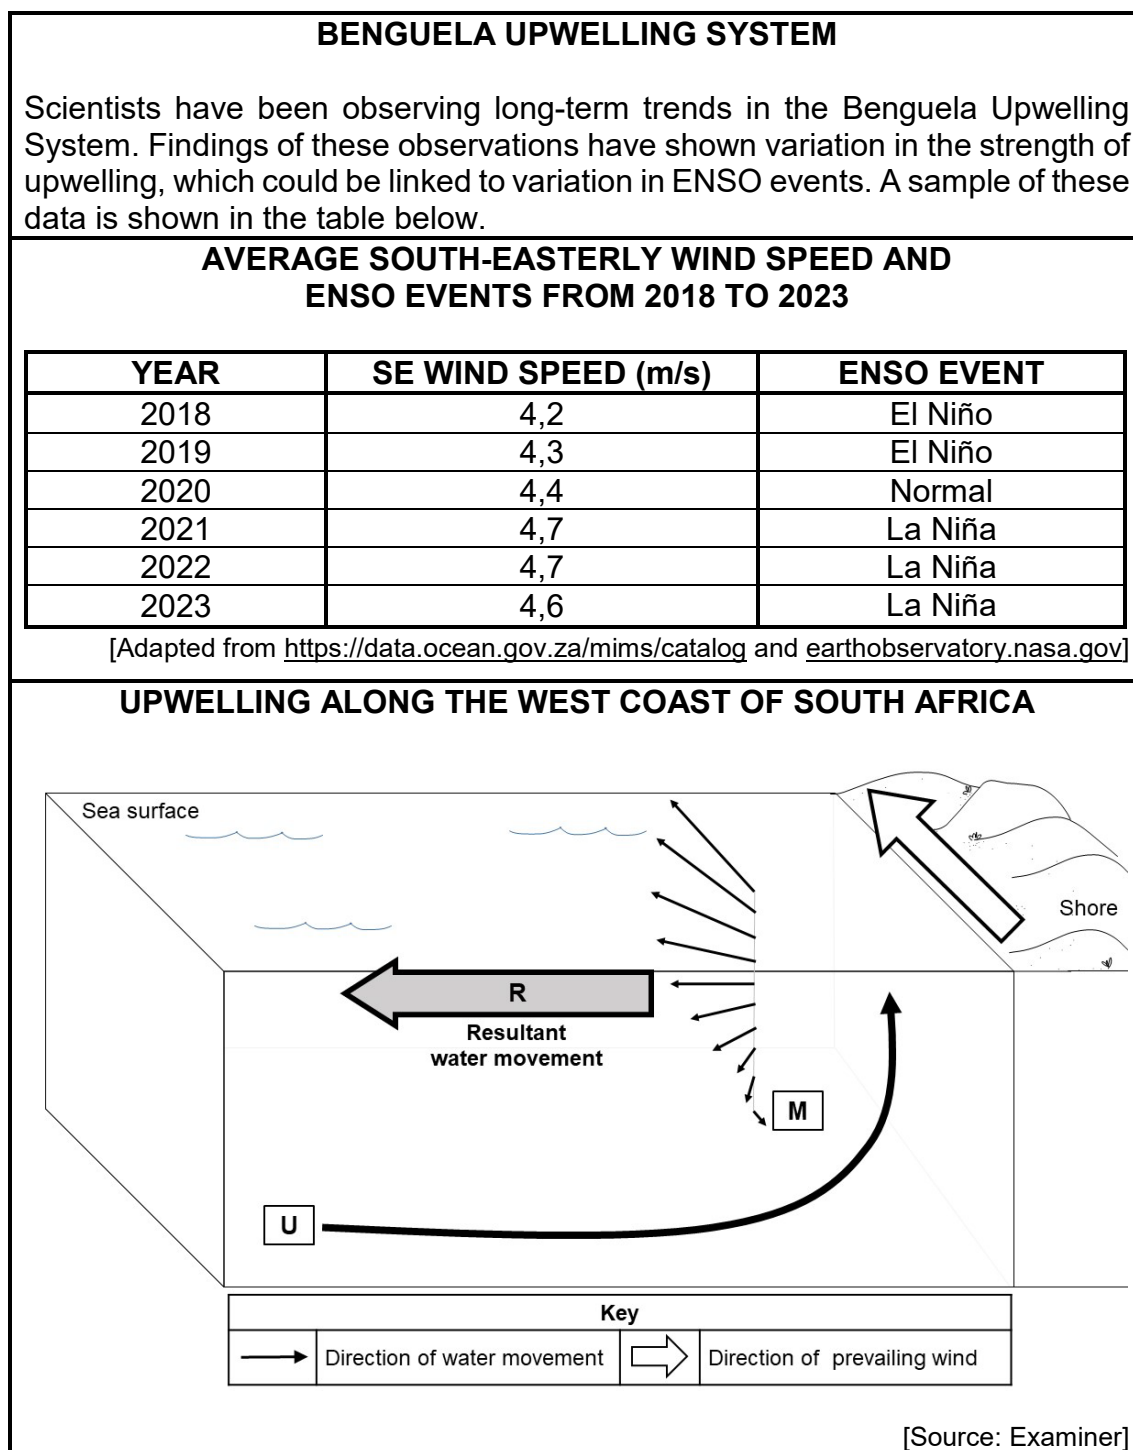 BENGUELA UPWELLING SYSTEM
Scientists have been observing long-term trends in the Benguela Upwelling
System. Findings of these observations have shown variation in the strength of
upwelling, which could be linked to variation in ENSO events. A sample of these
data is shown in the table below.
AVERAGE SOUTH-EASTERLY WIND SPEED AND
ENSO EVENTS FROM 2018 TO 2023
YEAR SE WIND SPEED (m/s) ENSO EVENT
2018 4,2 El Niño
2019 4,3 El Niño
2020 4,4 Normal
2021 4,7 La Niña
2022 4,7 La Niña
2023 4,6 La Niña
[Adapted from https://data.ocean.gov.za/mims/catalog and earthobservatory.nasa.gov]
UPWELLING ALONG THE WEST COAST OF SOUTH AFRICA
Sea surface
Shore
R
Resultant
water movement
M
U
Key
Direction of water movement Direction of prevailing wind
[Source: Examiner]